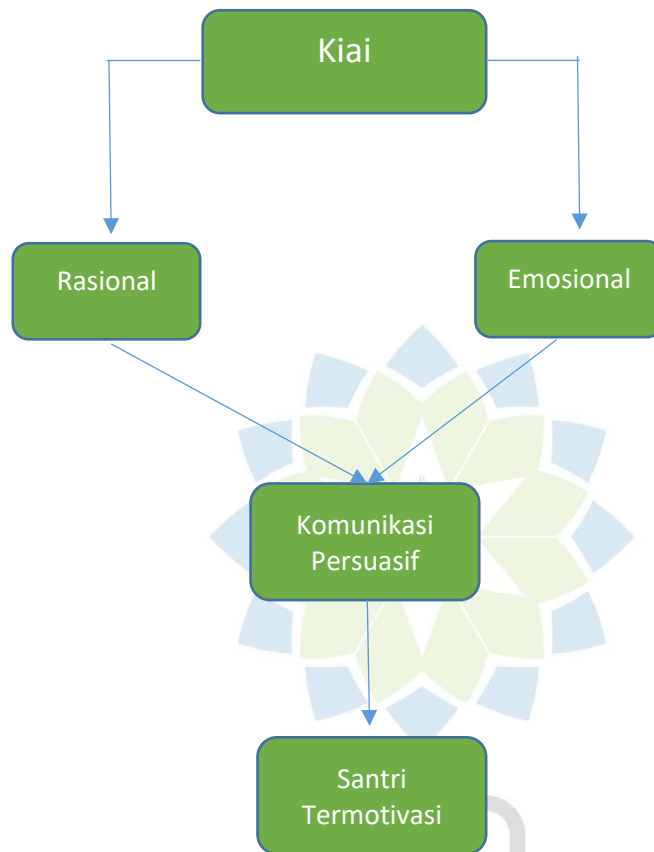 Kiai
Rasional
Emosional
Komunikasi
Persuasif
Santri
Termotivasi